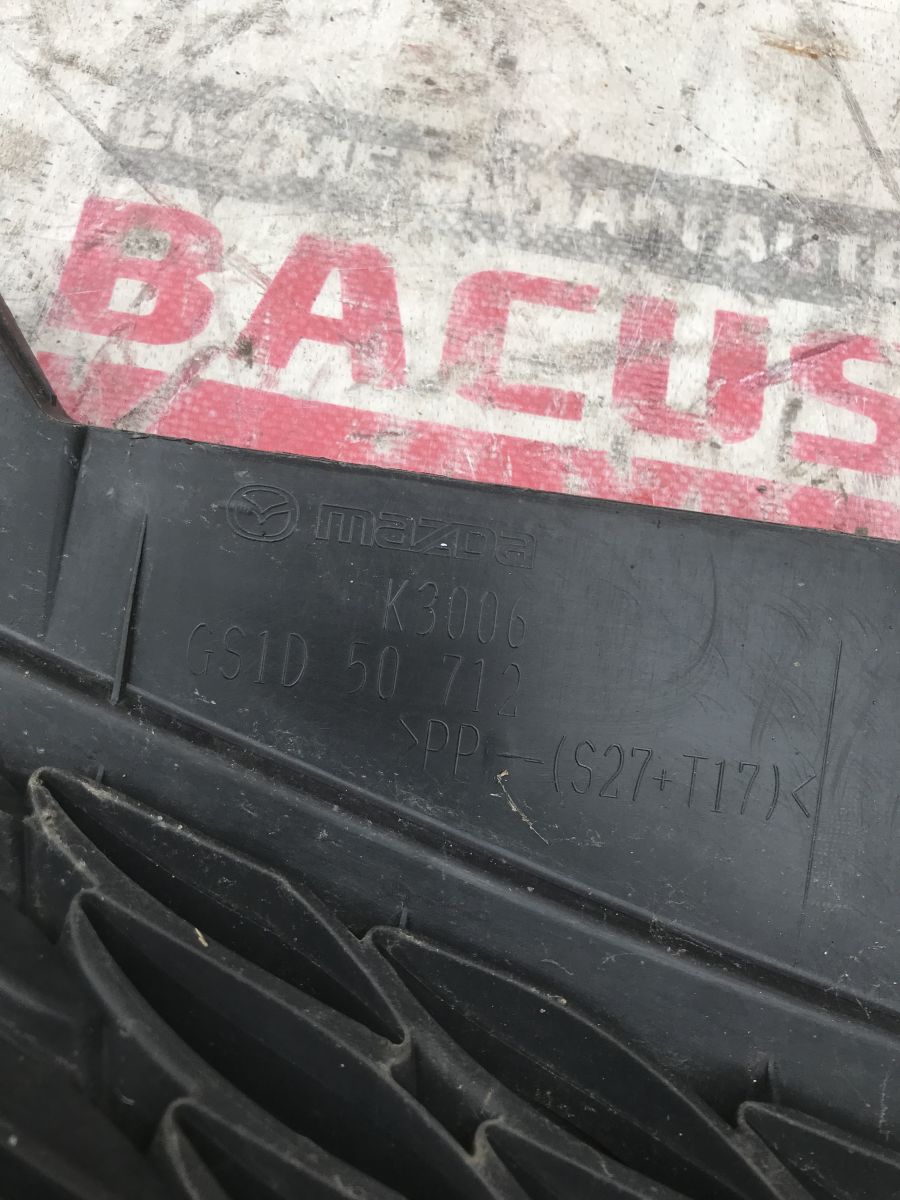 BACUS
mazda
K3006
GS1D 50 712
>PP-(S27+T17)<